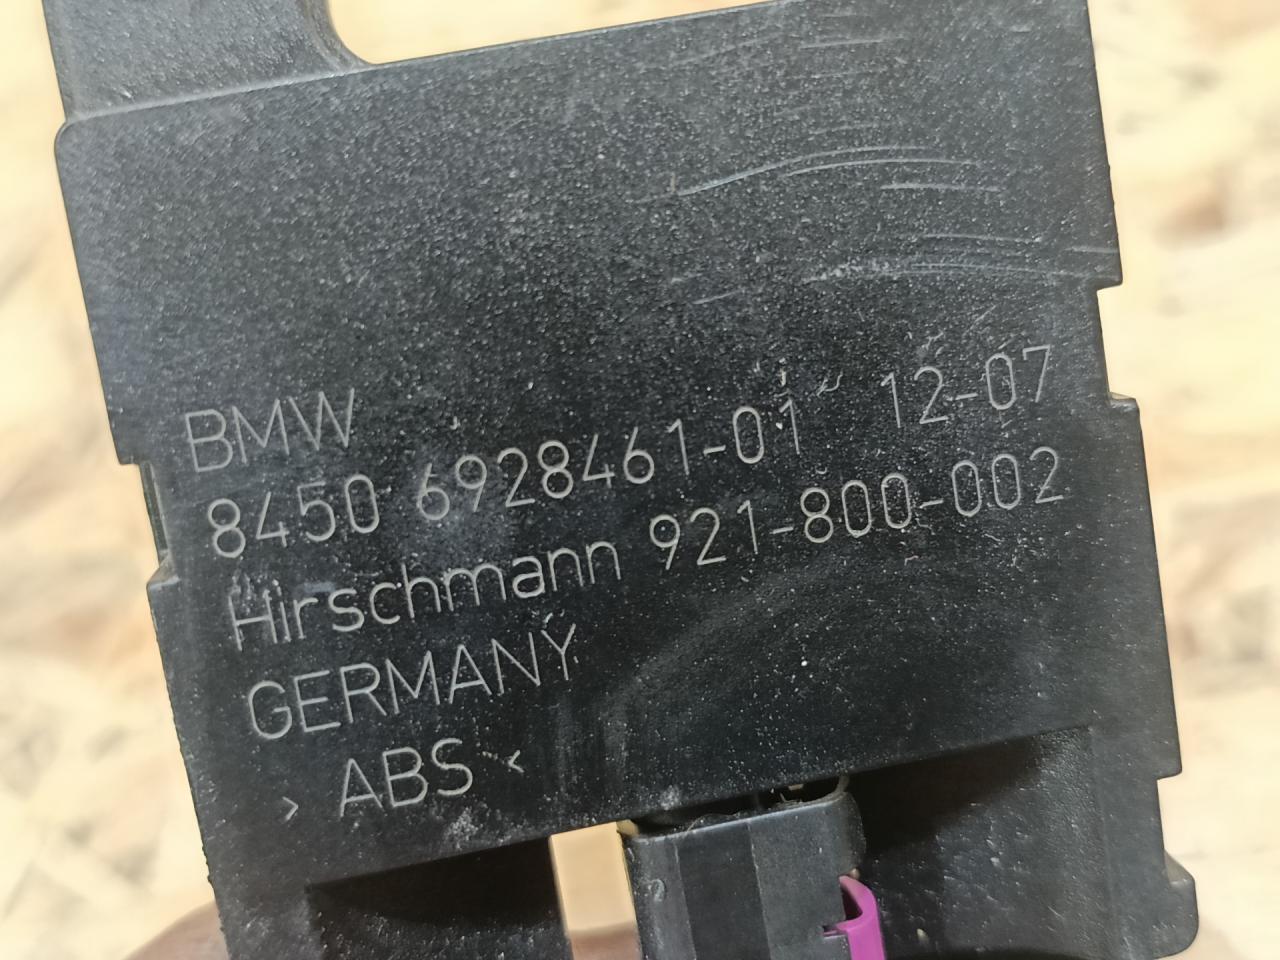 BMW
8450 6928461-01 12-07
Hirschmann 921-800-002
GERMANY
> ABS <